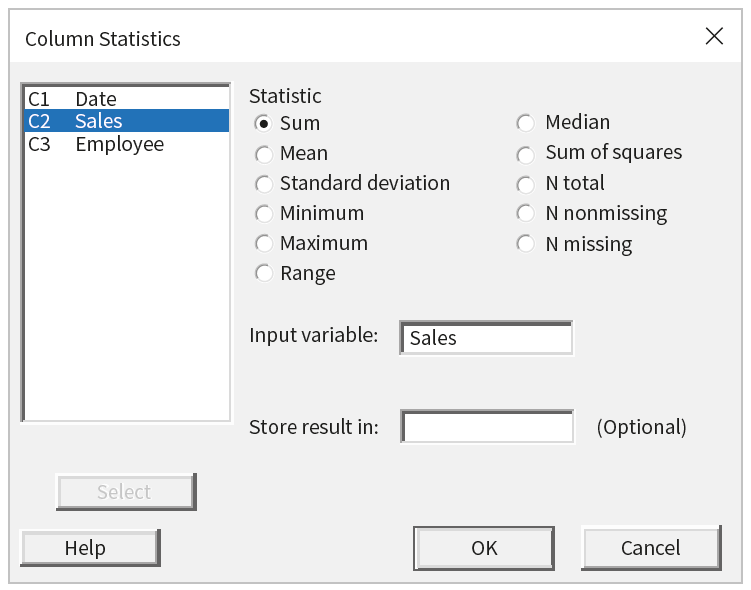 Column Statistics
C1 Date
C2 Sales
C3 Employee
Statistic
Sum
Mean
Standard deviation
Minimum
Maximum
Range
Median
Sum of squares
N total
N nonmissing
N missing
Input variable: Sales
Store result in: (Optional)
Select
Help
OK
Cancel